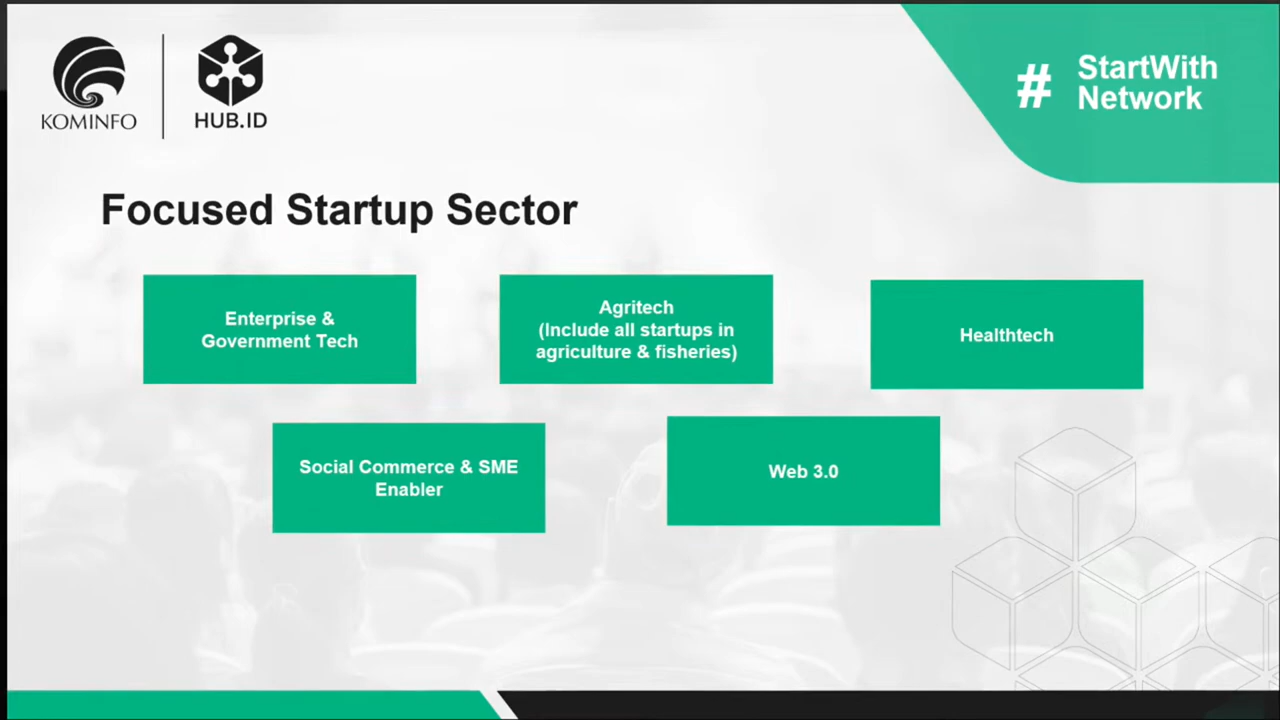 KOMINFO
HUB.ID
# StartWith
Network
Focused Startup Sector
Enterprise &
Government Tech
Agritech
(Include all startups in
agriculture & fisheries)
Healthtech
Social Commerce & SME
Enabler
Web 3.0